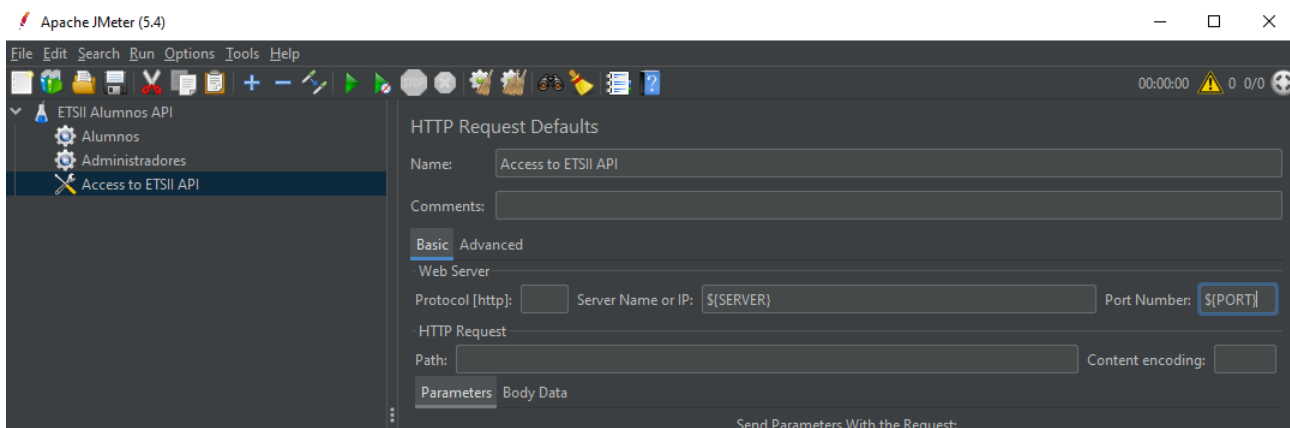 Apache JMeter (5.4)
File Edit Search Run Options Tools Help
STOP
00:00:00 0 0/0
ETSII Alumnos API
Alumnos
Administradores
Access to ETSII API
HTTP Request Defaults
Name: Access to ETSII API
Comments:
Basic Advanced
Web Server
Protocol [http]: Server Name or IP: ${SERVER} Port Number: ${PORT}
HTTP Request
Path: Content encoding:
Parameters Body Data
Send Parameters With the Request: